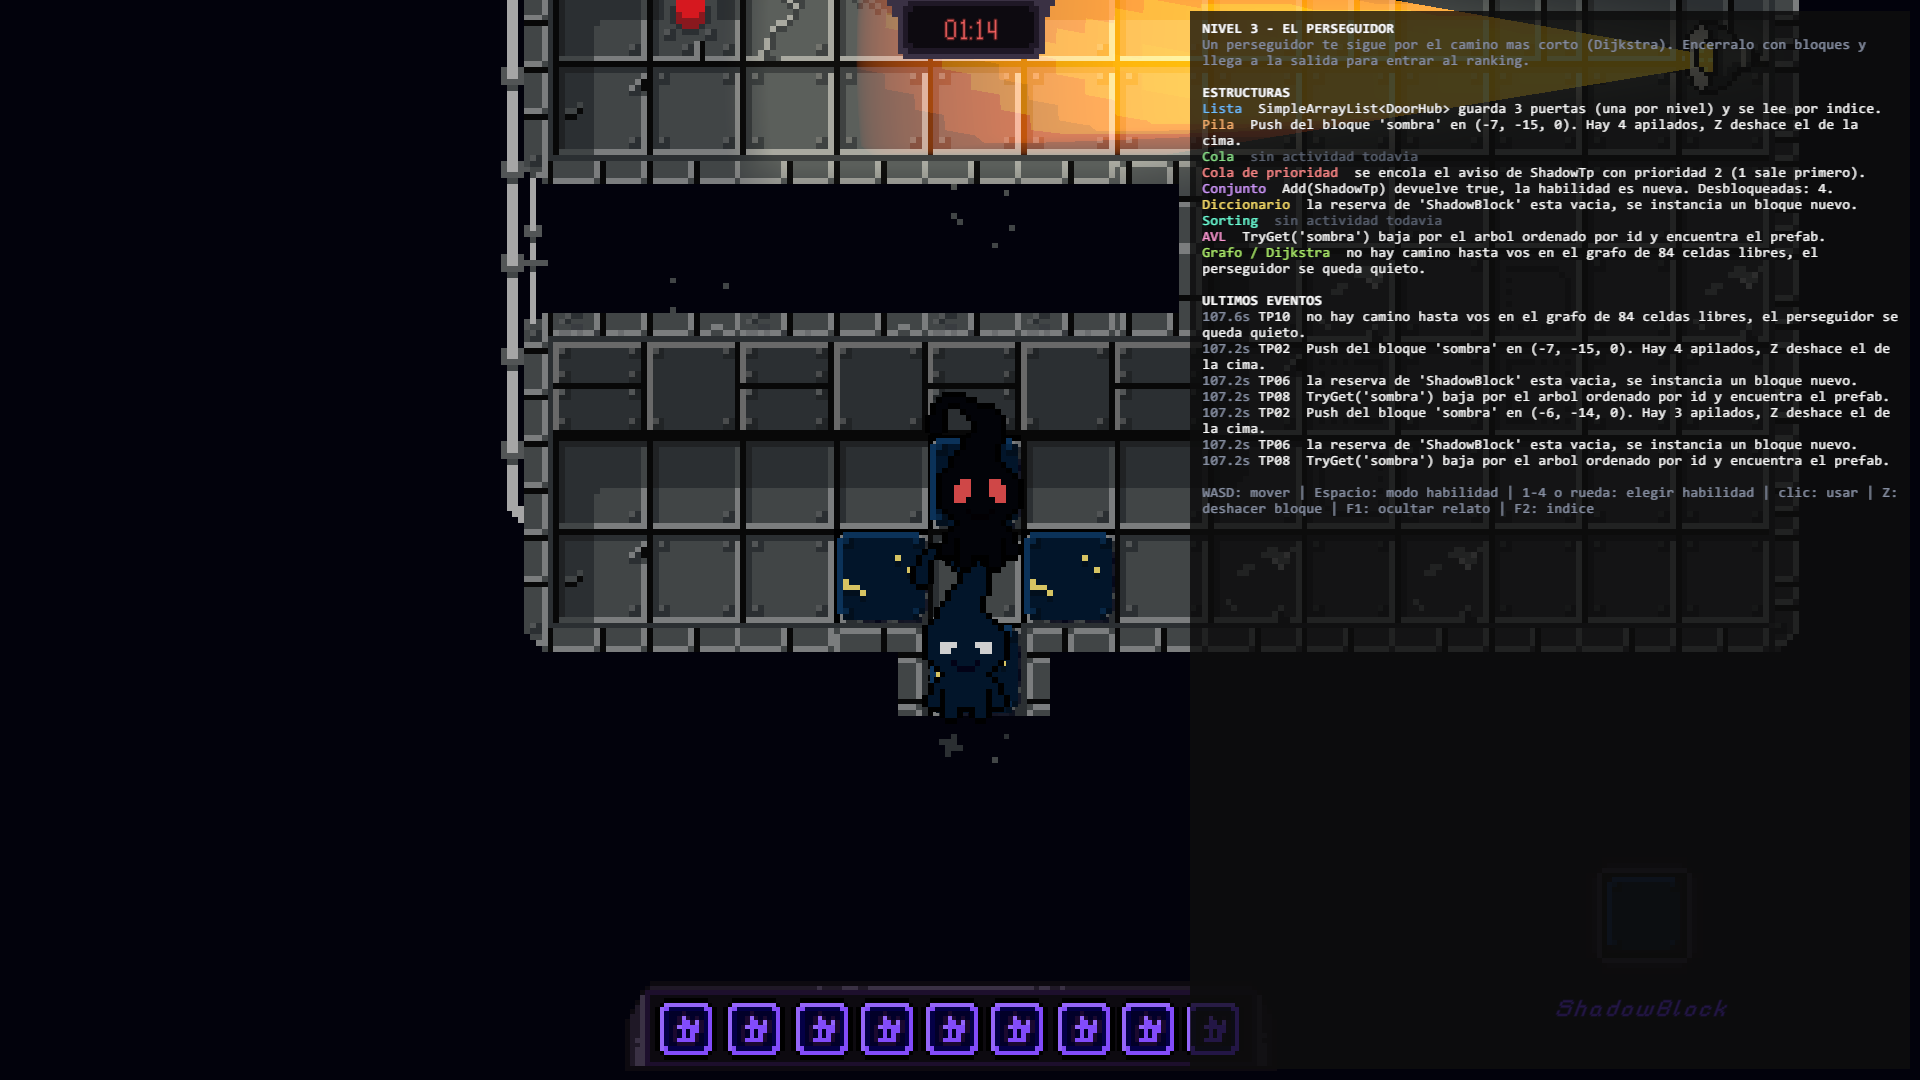 01:14
NIVEL 3 - EL PERSEGUIDOR
Un perseguidor te sigue por el camino mas corto (Dijkstra). Encerralo con bloques y
llega a la salida para entrar al ranking.
ESTRUCTURAS
Lista  SimpleArrayList<DoorHub> guarda 3 puertas (una por nivel) y se lee por indice.
Pila  Push del bloque 'sombra' en (-7, -15, 0). Hay 4 apilados, Z deshace el de la
cima.
Cola  sin actividad todavia
Cola de prioridad  se encola el aviso de ShadowTp con prioridad 2 (1 sale primero).
Conjunto  Add(ShadowTp) devuelve true, la habilidad es nueva. Desbloqueadas: 4.
Diccionario  la reserva de 'ShadowBlock' esta vacia, se instancia un bloque nuevo.
Sorting  sin actividad todavia
AVL  TryGet('sombra') baja por el arbol ordenado por id y encuentra el prefab.
Grafo / Dijkstra  no hay camino hasta vos en el grafo de 84 celdas libres, el
perseguidor se queda quieto.
ULTIMOS EVENTOS
107.6s TP10  no hay camino hasta vos en el grafo de 84 celdas libres, el perseguidor se
queda quieto.
107.2s TP02  Push del bloque 'sombra' en (-7, -15, 0). Hay 4 apilados, Z deshace el de
la cima.
107.2s TP06  la reserva de 'ShadowBlock' esta vacia, se instancia un bloque nuevo.
107.2s TP08  TryGet('sombra') baja por el arbol ordenado por id y encuentra el prefab.
107.2s TP02  Push del bloque 'sombra' en (-6, -14, 0). Hay 3 apilados, Z deshace el de
la cima.
107.2s TP06  la reserva de 'ShadowBlock' esta vacia, se instancia un bloque nuevo.
107.2s TP08  TryGet('sombra') baja por el arbol ordenado por id y encuentra el prefab.
WASD: mover | Espacio: modo habilidad | 1-4 o rueda: elegir habilidad | clic: usar | Z:
deshacer bloque | F1: ocultar relato | F2: indice
ShadowBlock